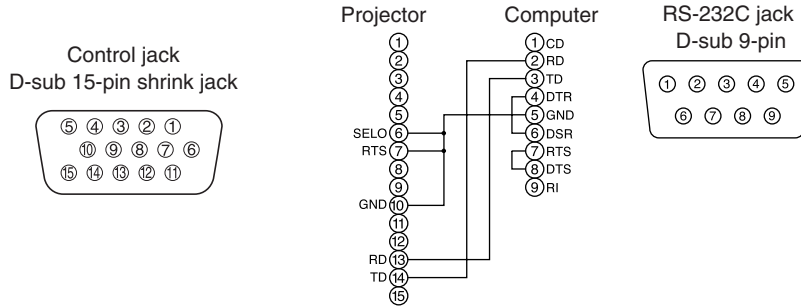 Control jack
D-sub 15-pin shrink jack
⑤ ④ ③ ② ①
⑩ ⑨ ⑧ ⑦ ⑥
⑮ ⑭ ⑬ ⑫ ⑪
Projector
①
②
③
④
⑤
SELO ⑥
RTS ⑦
⑧
⑨
GND ⑩
⑪
⑫
RD ⑬
TD ⑭
⑮
Computer
① CD
② RD
③ TD
④ DTR
⑤ GND
⑥ DSR
⑦ RTS
⑧ DTS
⑨ RI
RS-232C jack
D-sub 9-pin
① ② ③ ④ ⑤
⑥ ⑦ ⑧ ⑨